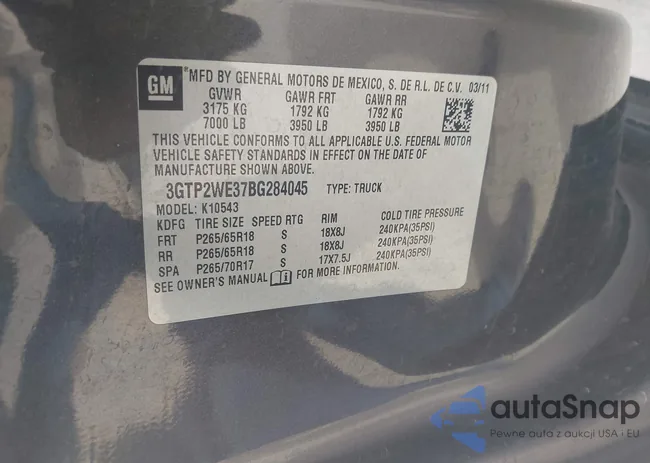 GM
*MFD BY GENERAL MOTORS DE MEXICO, S. DE R.L. DE C.V. 03/11
GVWR GAWR FRT GAWR RR
3175 KG 1792 KG 1792 KG
7000 LB 3950 LB 3950 LB
THIS VEHICLE CONFORMS TO ALL APPLICABLE U.S. FEDERAL MOTOR
VEHICLE SAFETY STANDARDS IN EFFECT ON THE DATE OF
MANUFACTURE SHOWN ABOVE.
3GTP2WE37BG284045 TYPE: TRUCK
MODEL: K10543
KDFG TIRE SIZE SPEED RTG RIM COLD TIRE PRESSURE
FRT P265/65R18 S 18X8J 240KPA(35PSI)
RR P265/65R18 S 18X8J 240KPA(35PSI)
SPA P265/70R17 S 17X7.5J 240KPA(35PSI)
SEE OWNER'S MANUAL FOR MORE INFORMATION.
autaSnap
Pewne auta z aukcji USA i EU